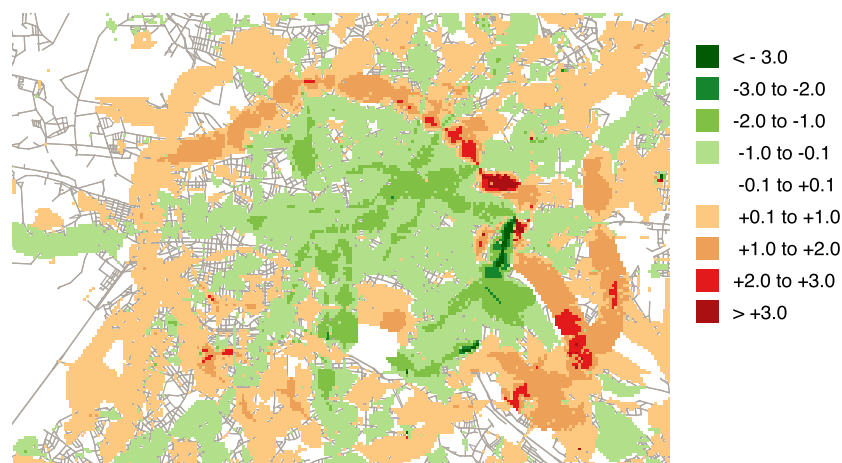 < - 3.0
-3.0 to -2.0
-2.0 to -1.0
-1.0 to -0.1
-0.1 to +0.1
+0.1 to +1.0
+1.0 to +2.0
+2.0 to +3.0
> +3.0